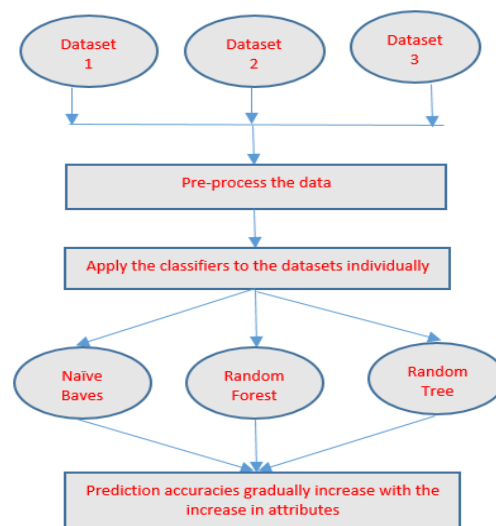 Dataset
1
Dataset
2
Dataset
3
Pre-process the data
Apply the classifiers to the datasets individually
Naïve
Baves
Random
Forest
Random
Tree
Prediction accuracies gradually increase with the
increase in attributes